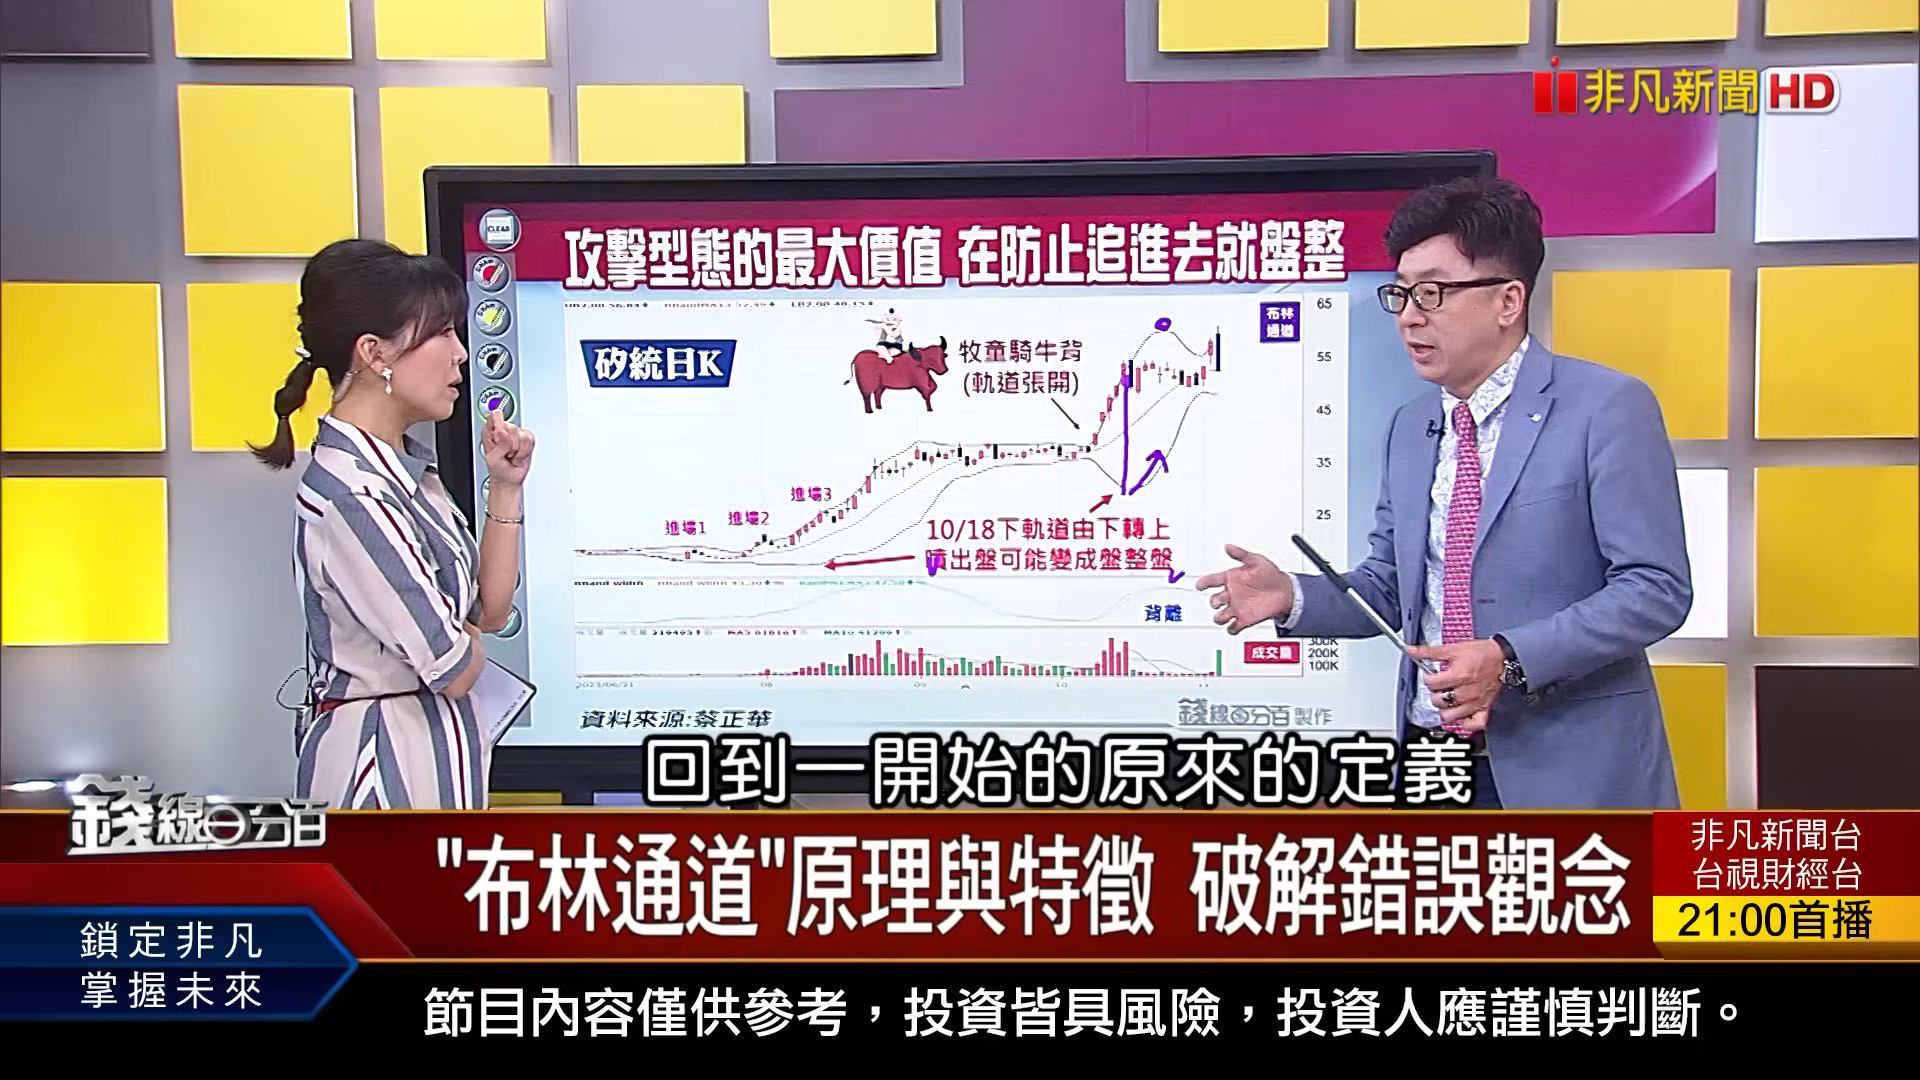 非凡新聞HD
CLEAR
攻擊型態的最大價值 在防止追進去就盤整
布林
通道
65
55
45
35
25
矽統日K
牧童騎牛背
(軌道張開)
進場1
進場2
進場3
10/18下軌道由下轉上
噴出盤可能變成盤整盤
背離
成交量
300K
200K
100K
資料來源:蔡正華
錢線百分百 製作
回到一開始的原來的定義
錢線百分百
"布林通道"原理與特徵 破解錯誤觀念
非凡新聞台
台視財經台
21:00首播
鎖定非凡
掌握未來
節目內容僅供參考，投資皆具風險，投資人應謹慎判斷。